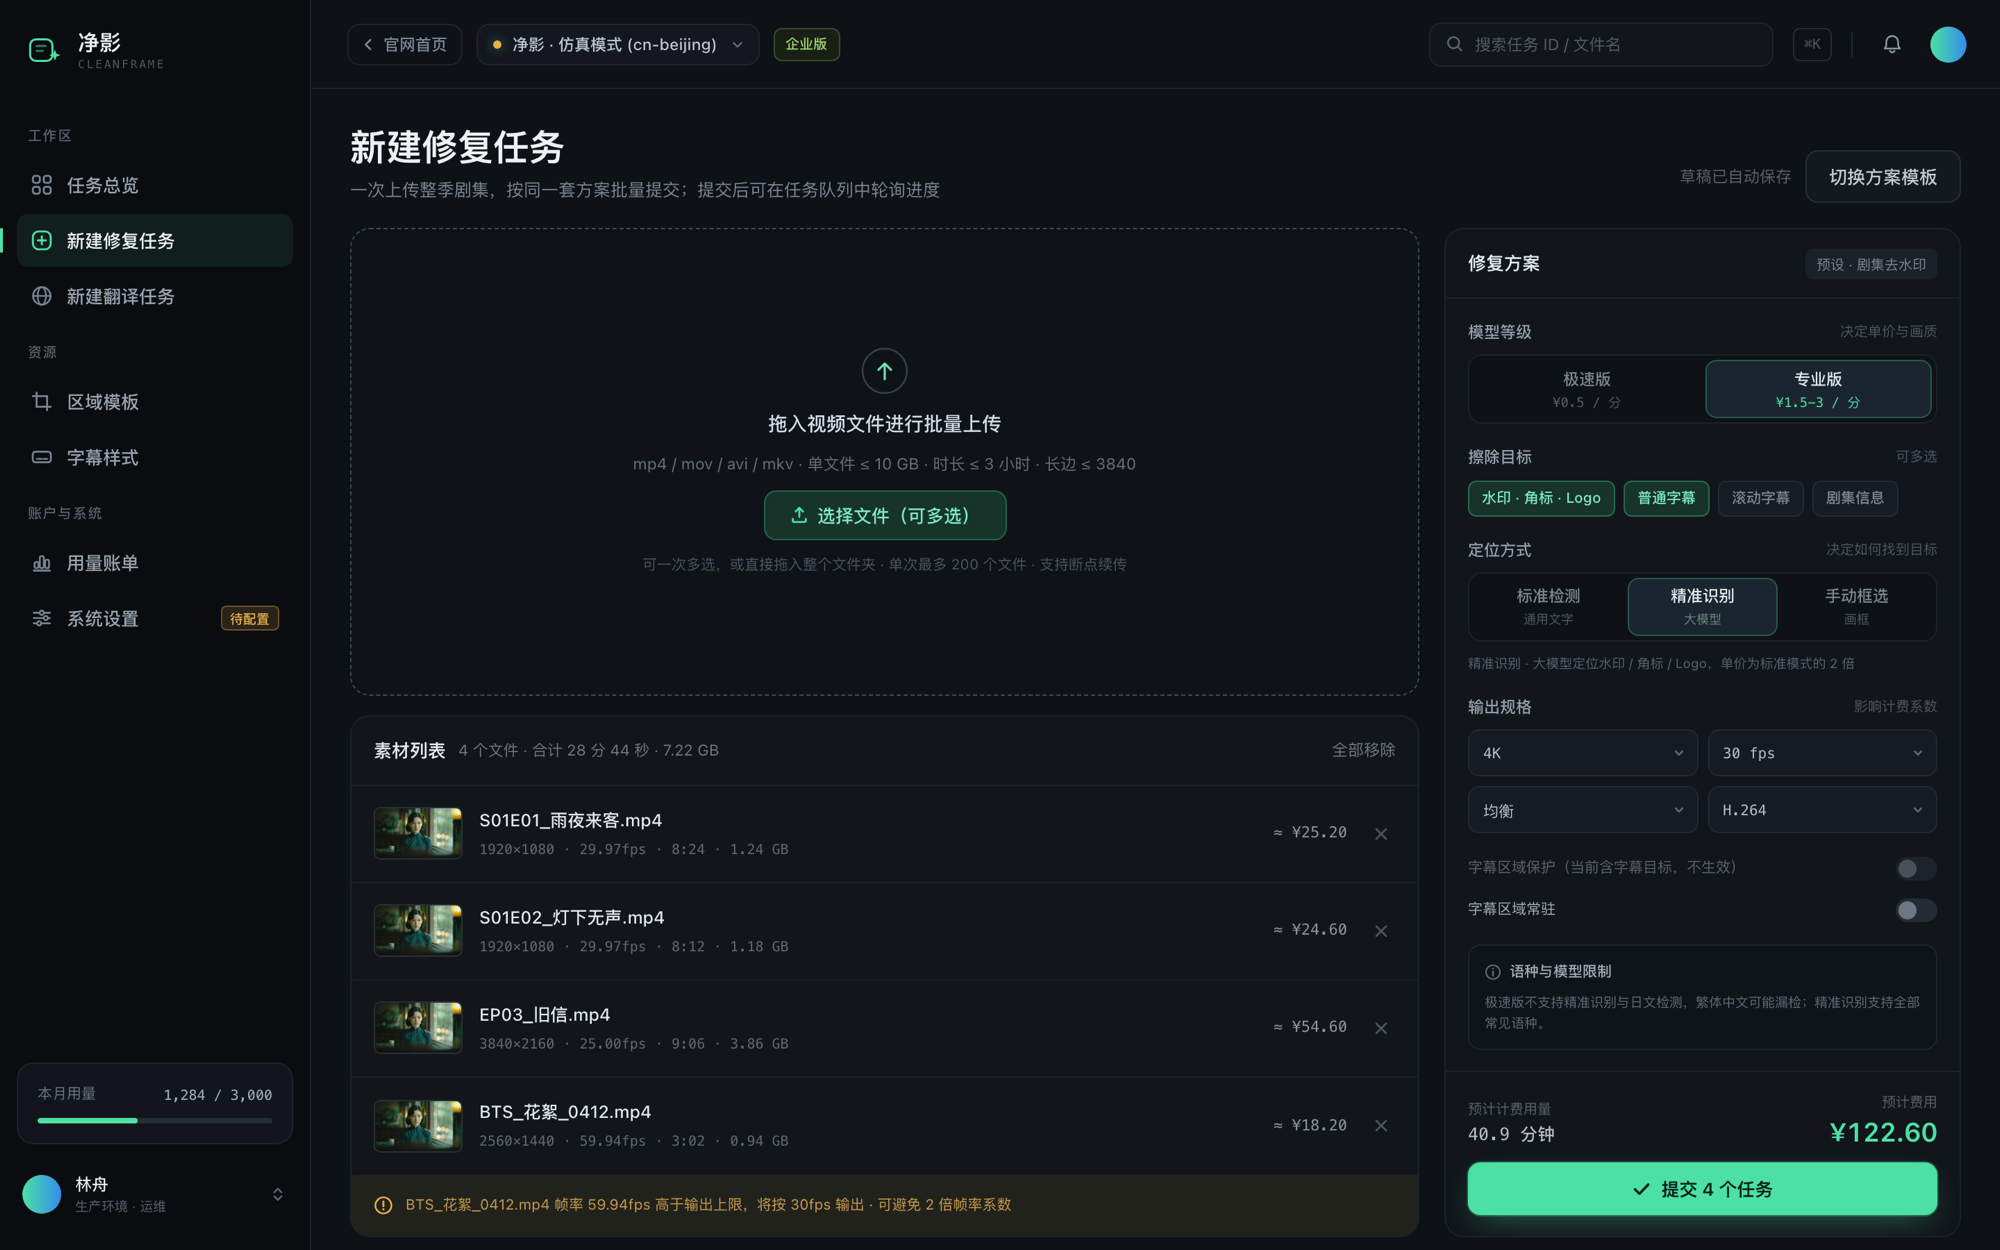 净影
CLEANFRAME
工作区
任务总览
新建修复任务
新建翻译任务
资源
区域模板
字幕样式
账户与系统
用量账单
系统设置
待配置
本月用量
1,284 / 3,000
林舟
生产环境 · 运维
官网首页
净影 · 仿真模式 (cn-beijing)
企业版
搜索任务 ID / 文件名
⌘K
新建修复任务
一次上传整季剧集，按同一套方案批量提交；提交后可在任务队列中轮询进度
草稿已自动保存
切换方案模板
拖入视频文件进行批量上传
mp4 / mov / avi / mkv · 单文件 ≤ 10 GB · 时长 ≤ 3 小时 · 长边 ≤ 3840
选择文件（可多选）
可一次多选，或直接拖入整个文件夹 · 单次最多 200 个文件 · 支持断点续传
素材列表
4 个文件 · 合计 28 分 44 秒 · 7.22 GB
全部移除
S01E01_雨夜来客.mp4
1920×1080 · 29.97fps · 8:24 · 1.24 GB
≈ ¥25.20
S01E02_灯下无声.mp4
1920×1080 · 29.97fps · 8:12 · 1.18 GB
≈ ¥24.60
EP03_旧信.mp4
3840×2160 · 25.00fps · 9:06 · 3.86 GB
≈ ¥54.60
BTS_花絮_0412.mp4
2560×1440 · 59.94fps · 3:02 · 0.94 GB
≈ ¥18.20
BTS_花絮_0412.mp4 帧率 59.94fps 高于输出上限，将按 30fps 输出 · 可避免 2 倍帧率系数
修复方案
预设 · 剧集去水印
模型等级
决定单价与画质
极速版
¥0.5 / 分
专业版
¥1.5–3 / 分
擦除目标
可多选
水印 · 角标 · Logo
普通字幕
滚动字幕
剧集信息
定位方式
决定如何找到目标
标准检测
通用文字
精准识别
大模型
手动框选
画框
精准识别 · 大模型定位水印 / 角标 / Logo，单价为标准模式的 2 倍
输出规格
影响计费系数
4K
30 fps
均衡
H.264
字幕区域保护（当前含字幕目标，不生效）
字幕区域常驻
语种与模型限制
极速版不支持精准识别与日文检测，繁体中文可能漏检；精准识别支持全部
常见语种。
预计计费用量
40.9 分钟
预计费用
¥122.60
提交 4 个任务